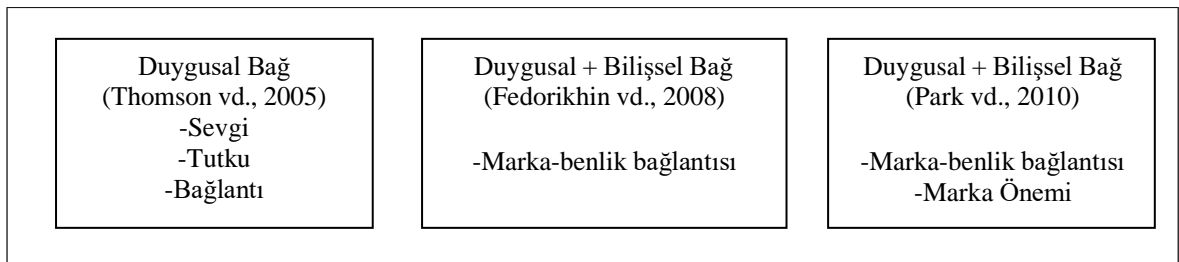 Duygusal Bağ
(Thomson vd., 2005)
-Sevgi
-Tutku
-Bağlantı
Duygusal + Bilişsel Bağ
(Fedorikhin vd., 2008)
-Marka-benlik bağlantısı
Duygusal + Bilişsel Bağ
(Park vd., 2010)
-Marka-benlik bağlantısı
-Marka Önemi